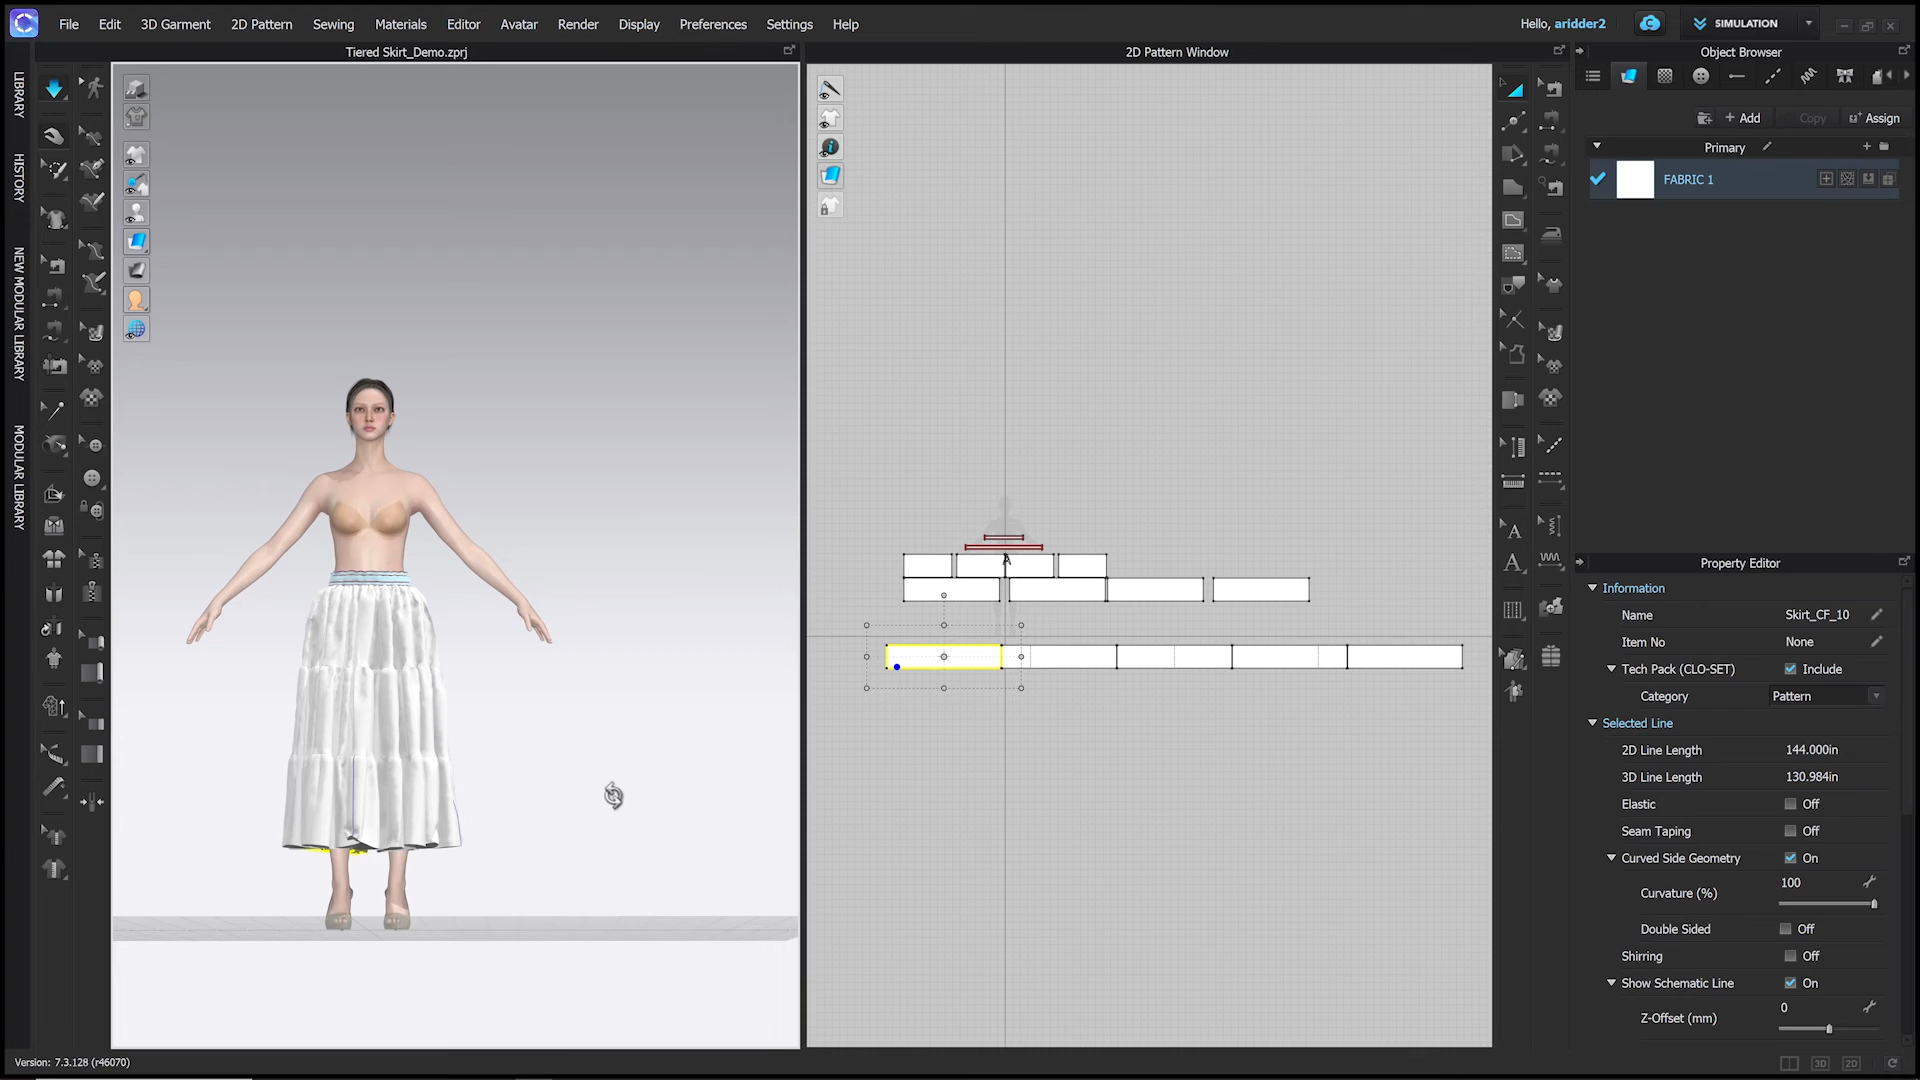 File Edit 3D Garment 2D Pattern Sewing Materials Editor Avatar Render Display Preferences Settings Help
Hello, aridder2
SIMULATION
Tiered Skirt_Demo.zprj
2D Pattern Window
Object Browser
LIBRARY
HISTORY
NEW MODULAR LIBRARY
MODULAR LIBRARY
+ Add Copy Assign
Primary
FABRIC 1
A
A
A
Property Editor
Information
Name Skirt_CF_10
Item No None
Tech Pack (CLO-SET) Include
Category Pattern
Selected Line
2D Line Length 144.000in
3D Line Length 130.984in
Elastic Off
Seam Taping Off
Curved Side Geometry On
Curvature (%) 100
Double Sided Off
Shirring Off
Show Schematic Line On
Z-Offset (mm) 0
Version: 7.3.128 (r46070)
3D 2D